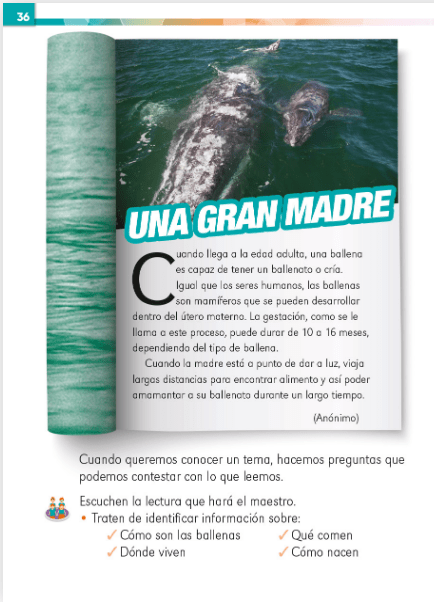 36
UNA GRAN MADRE
Cuando llega a la edad adulta, una ballena
es capaz de tener un ballenato o cría.
Igual que los seres humanos, las ballenas
son mamíferos que se pueden desarrollar
dentro del útero materno. La gestación, como se le
llama a este proceso, puede durar de 10 a 16 meses,
dependiendo del tipo de ballena.
Cuando la madre está a punto de dar a luz, viaja
largas distancias para encontrar alimento y así poder
amamantar a su ballenato durante un largo tiempo.
(Anónimo)
Cuando queremos conocer un tema, hacemos preguntas que
podemos contestar con lo que leemos.
Escuchen la lectura que hará el maestro.
• Traten de identificar información sobre:
✓ Cómo son las ballenas ✓ Qué comen
✓ Dónde viven ✓ Cómo nacen